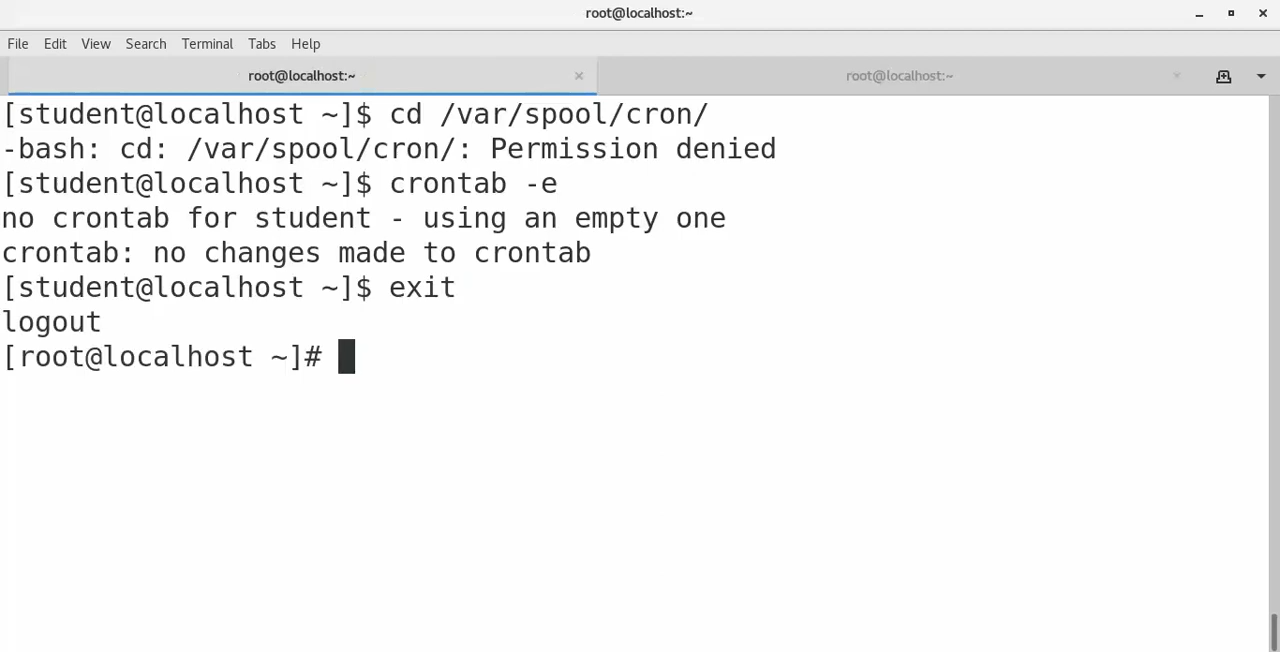 root@localhost:~
File Edit View Search Terminal Tabs Help
root@localhost:~ × root@localhost:~ ×
[student@localhost ~]$ cd /var/spool/cron/
-bash: cd: /var/spool/cron/: Permission denied
[student@localhost ~]$ crontab -e
no crontab for student - using an empty one
crontab: no changes made to crontab
[student@localhost ~]$ exit
logout
[root@localhost ~]#